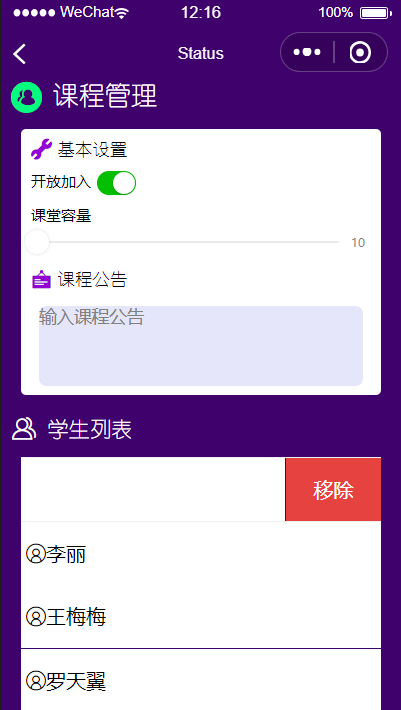 WeChat 12:16 100%
Status
课程管理
基本设置
开放加入
课堂容量
10
课程公告
输入课程公告
学生列表
移除
李丽
王梅梅
罗天翼